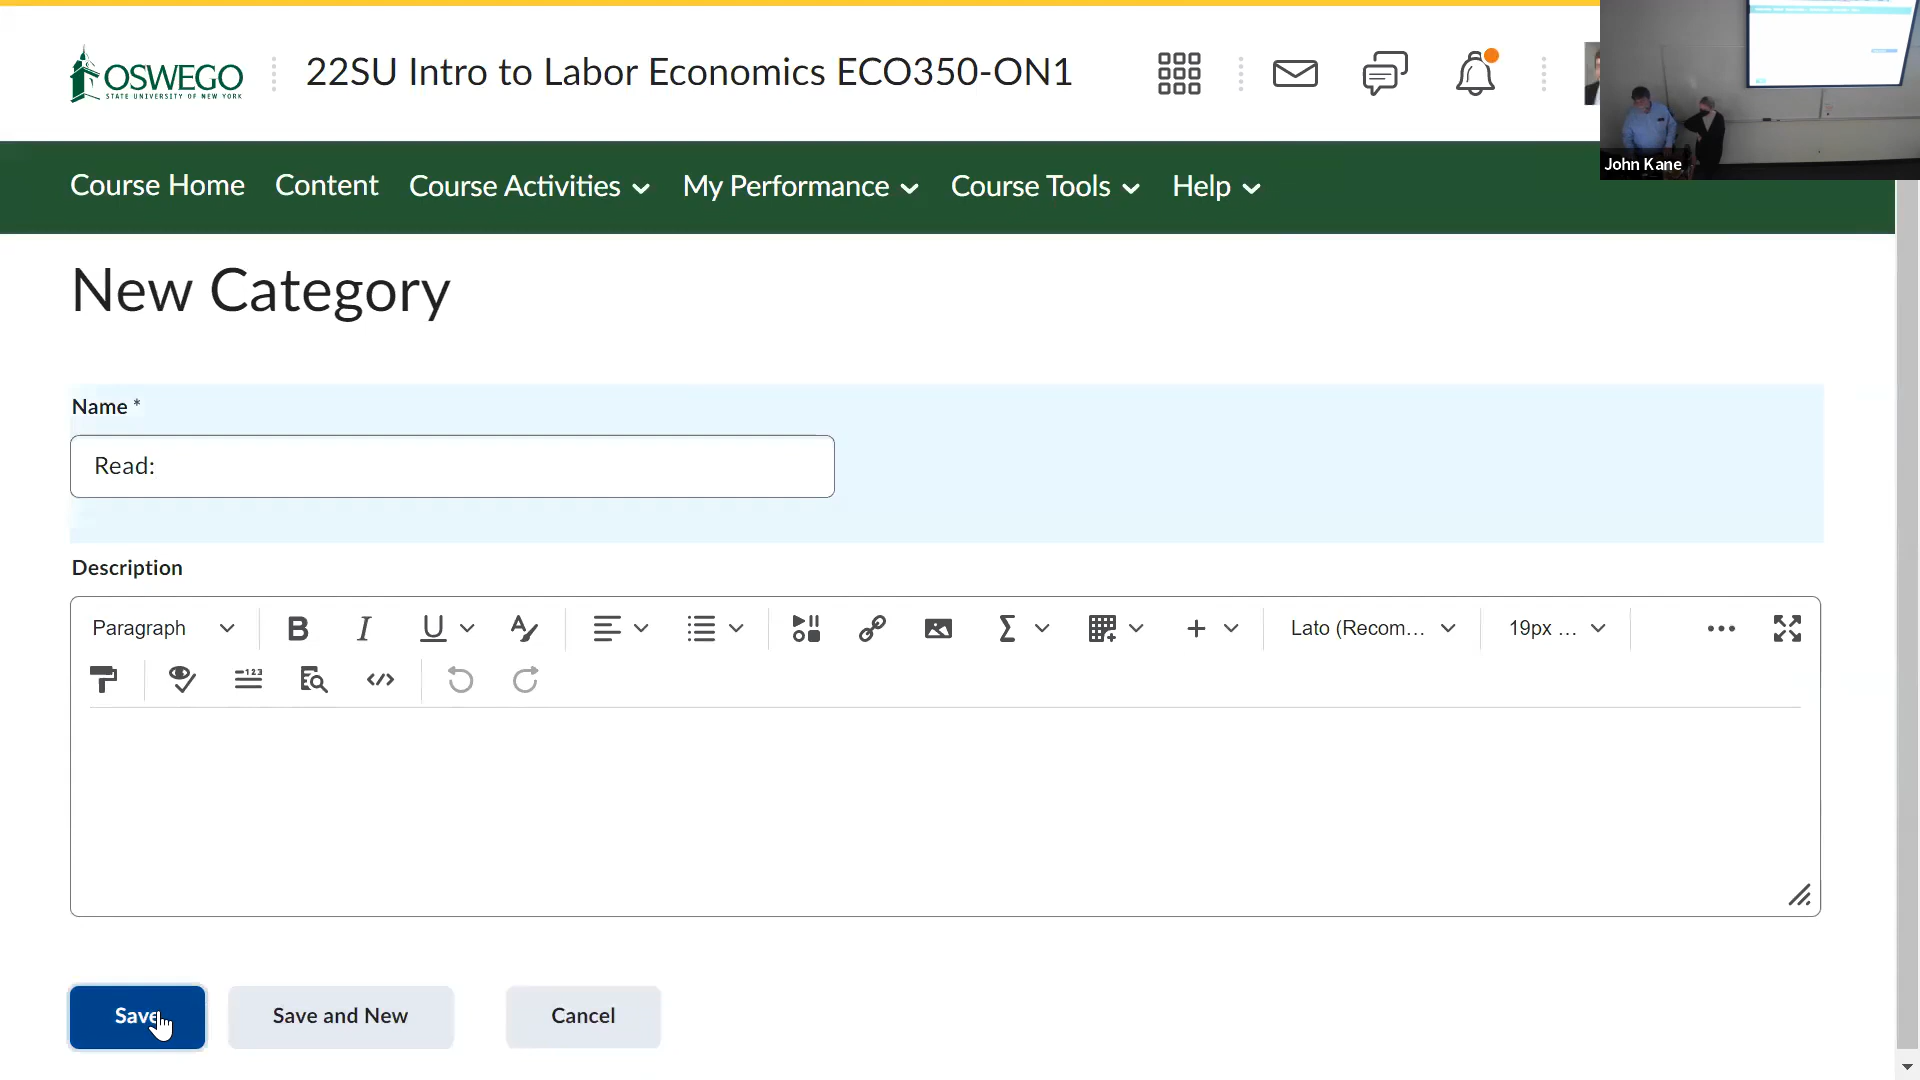 OSWEGO
STATE UNIVERSITY OF NEW YORK
22SU Intro to Labor Economics ECO350-ON1
John Kane
Course Home Content Course Activities My Performance Course Tools Help
New Category
Name *
Read:
Description
Paragraph B I U Lato (Recom... 19px ...
Save Save and New Cancel